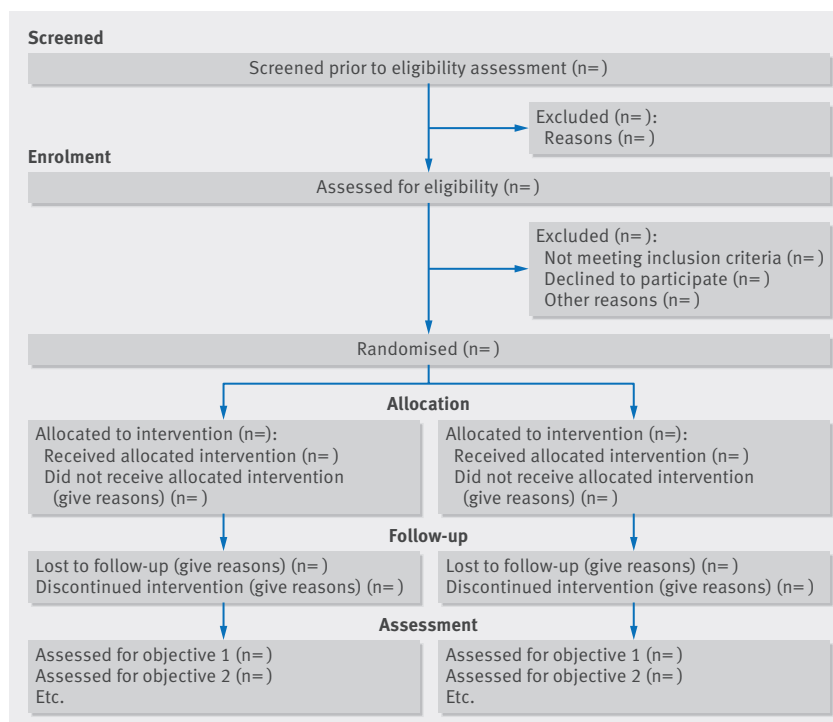 Screened
Screened prior to eligibility assessment (n= )
Excluded (n= ):
Reasons (n= )
Enrolment
Assessed for eligibility (n= )
Excluded (n= ):
Not meeting inclusion criteria (n= )
Declined to participate (n= )
Other reasons (n= )
Randomised (n= )
Allocation
Allocated to intervention (n=):
Received allocated intervention (n= )
Did not receive allocated intervention
(give reasons) (n= )
Allocated to intervention (n=):
Received allocated intervention (n= )
Did not receive allocated intervention
(give reasons) (n= )
Follow-up
Lost to follow-up (give reasons) (n= )
Discontinued intervention (give reasons) (n= )
Lost to follow-up (give reasons) (n= )
Discontinued intervention (give reasons) (n= )
Assessment
Assessed for objective 1 (n= )
Assessed for objective 2 (n= )
Etc.
Assessed for objective 1 (n= )
Assessed for objective 2 (n= )
Etc.